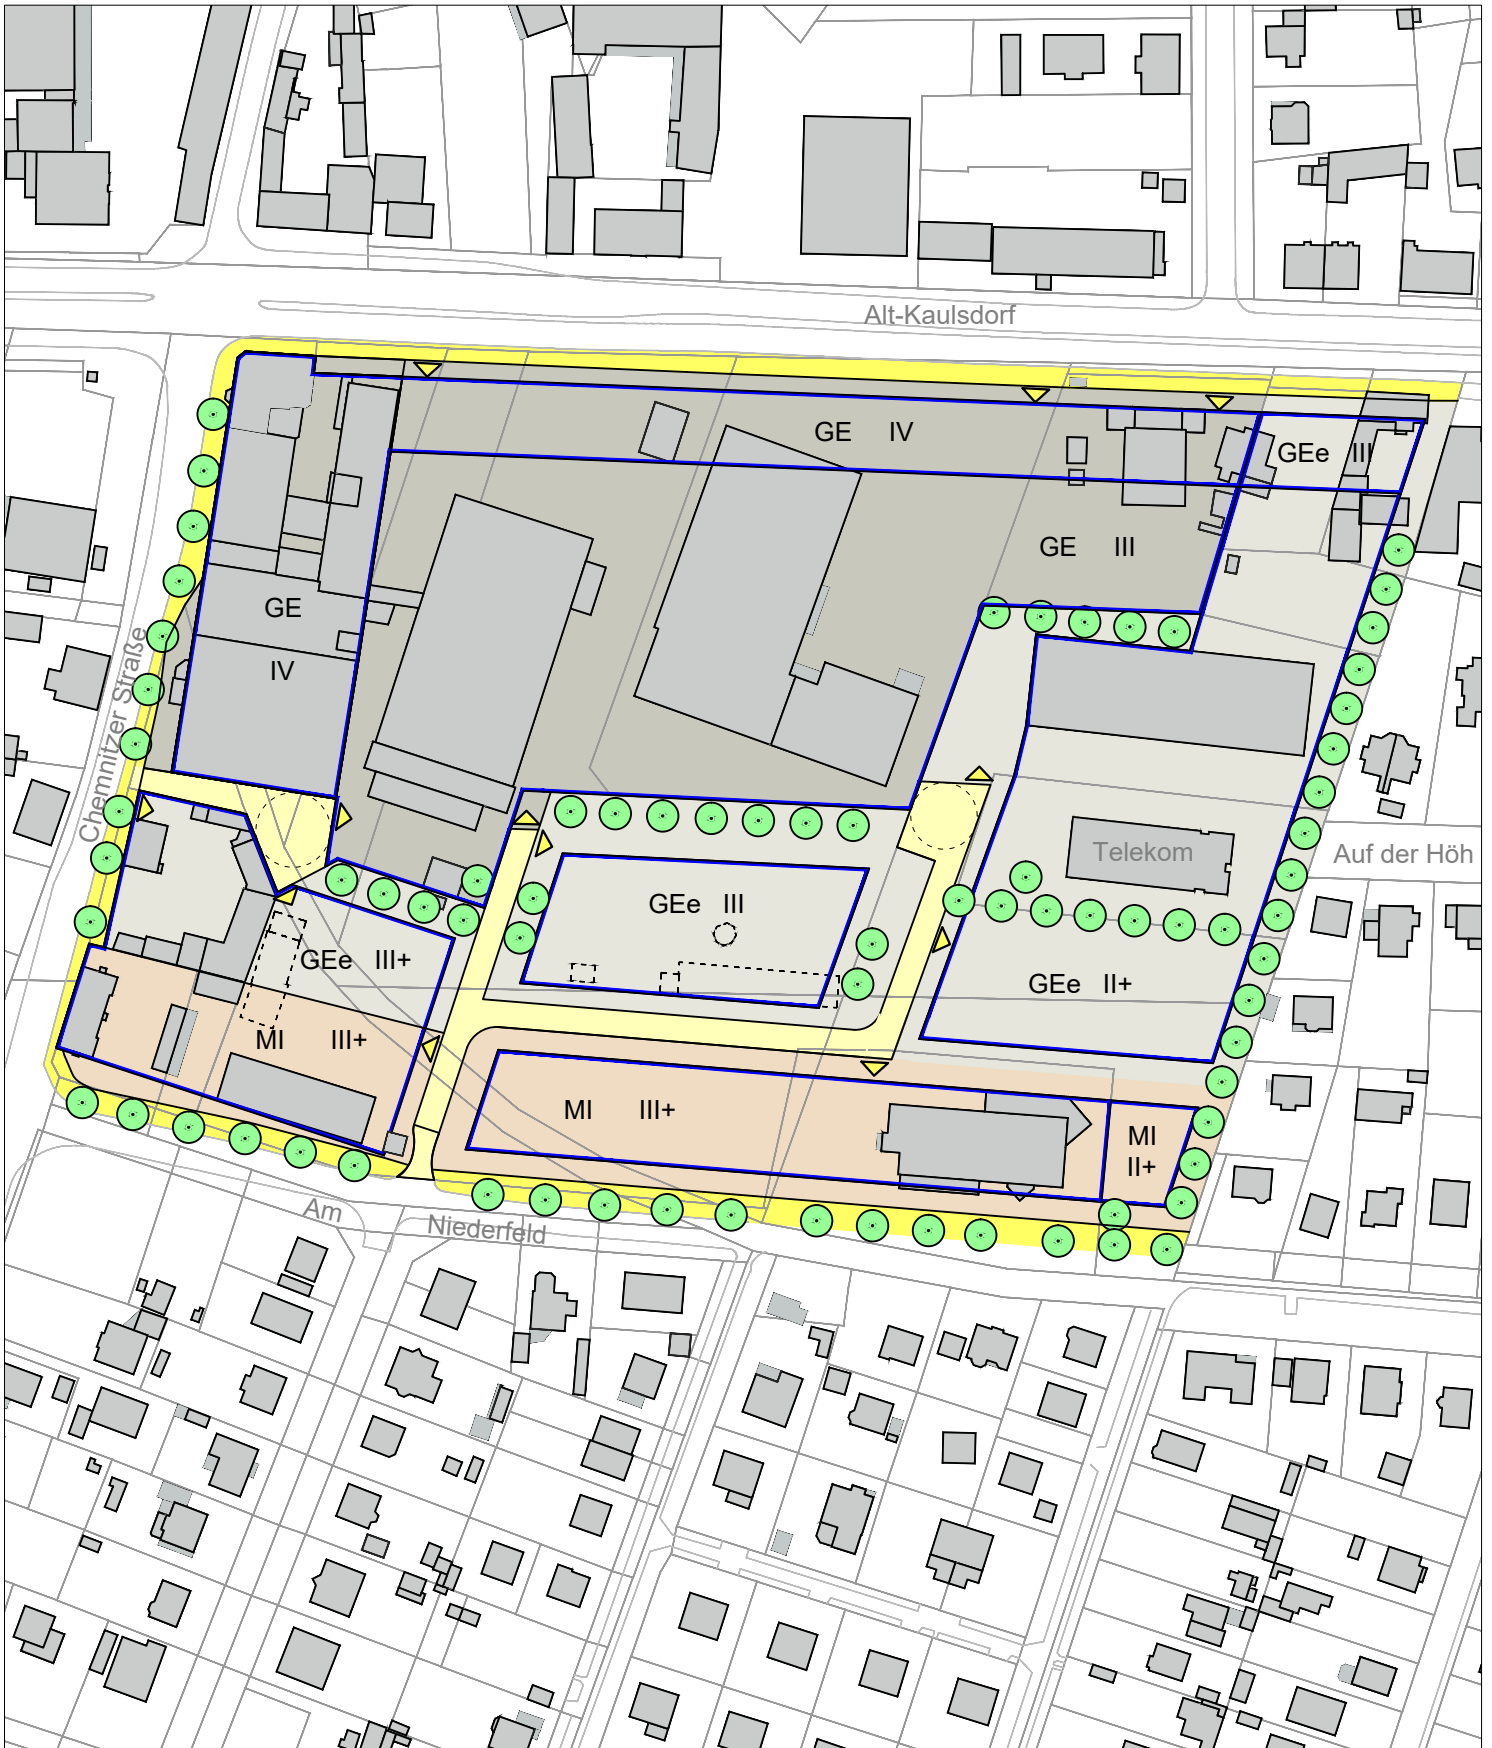 Alt-Kaulsdorf
GE IV
GEe III
GE III
GE
IV
Chemnitzer Straße
Telekom
Auf der Höh
GEe III
GEe III+
GEe II+
MI III+
MI III+
MI
II+
Am
Niederfeld